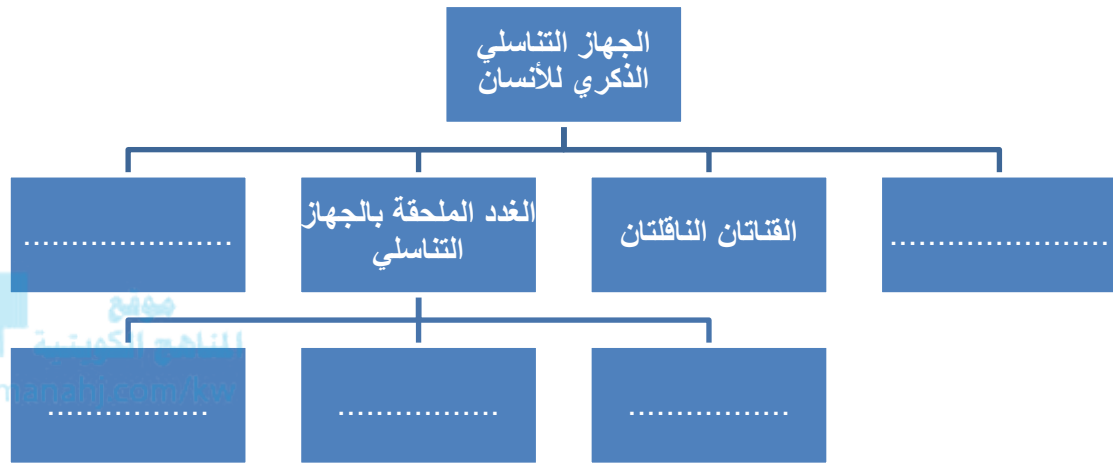 الجهاز التناسلي
الذكري للأنسان
.......................
القناتان الناقلتان
الغدد الملحقة بالجهاز
التناسلي
......................
.................
.................
.................
موقع
المناهج الكويتية
manahj.com/kw